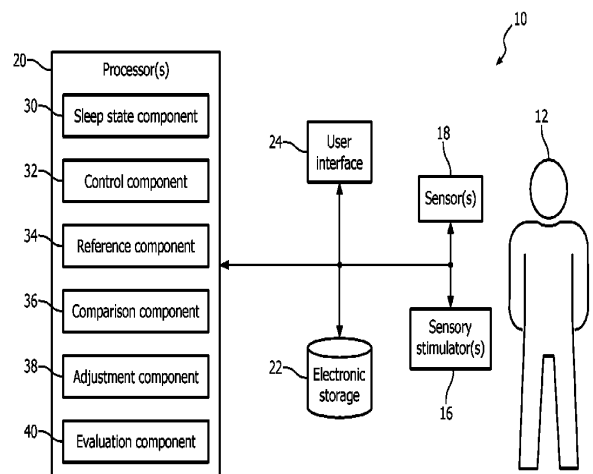 10
20
Processor(s)
30
Sleep state component
32
Control component
34
Reference component
36
Comparison component
38
Adjustment component
40
Evaluation component
24
User
interface
22
Electronic
storage
18
Sensor(s)
Sensory
stimulator(s)
16
12